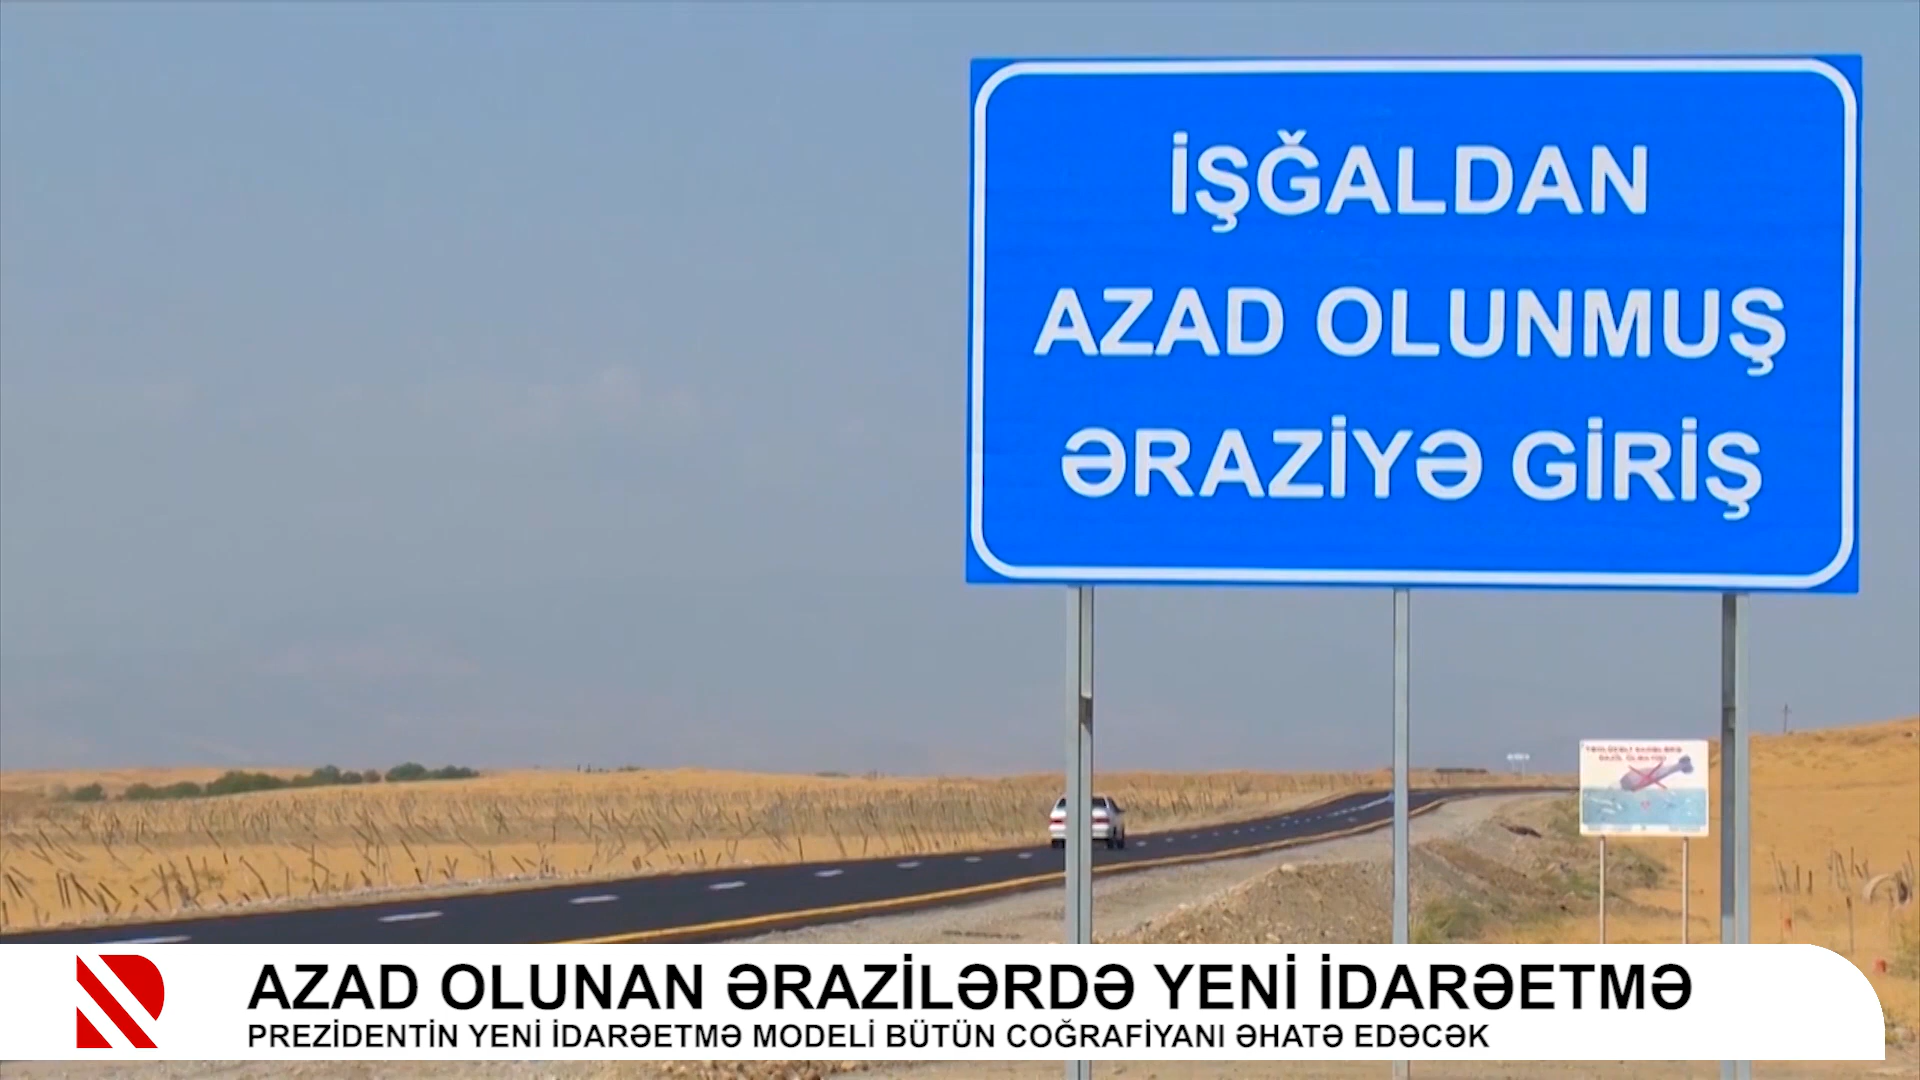 İŞĞALDAN
AZAD OLUNMUŞ
ƏRAZİYƏ GİRİŞ
AZAD OLUNAN ƏRAZİLƏRDƏ YENİ İDARƏETMƏ
PREZİDENTİN YENİ İDARƏETMƏ MODELİ BÜTÜN COĞRAFİYANI ƏHATƏ EDƏCƏK